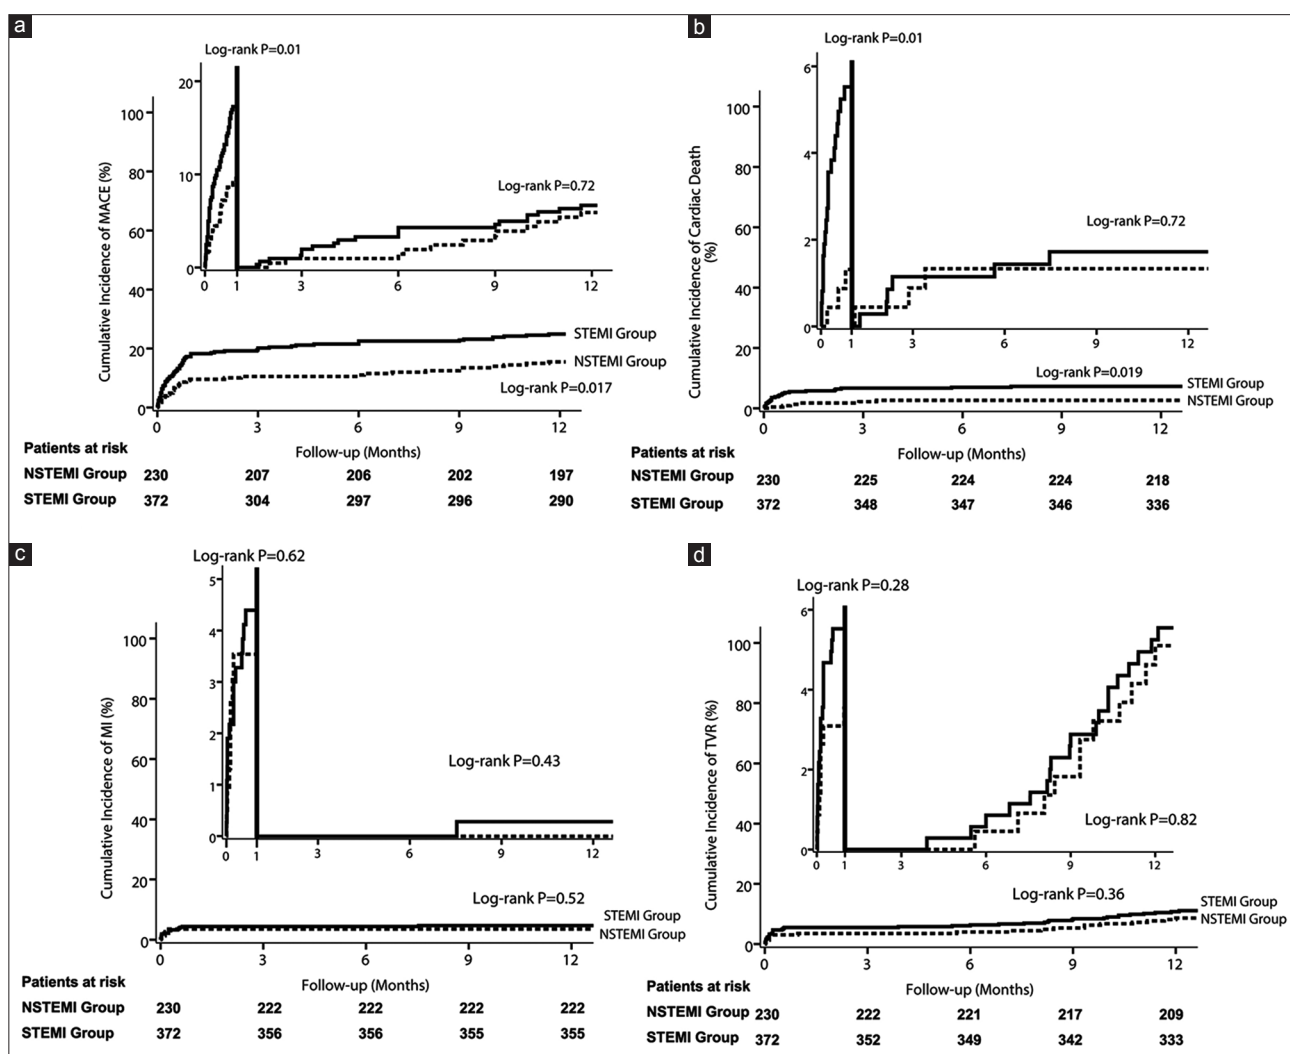 a
Log-rank P=0.01
20
10
0
0 1 3 6 9 12
Log-rank P=0.72
Cumulative Incidence of MACE (%)
100
80
60
40
20
0
STEMI Group
NSTEMI Group
Log-rank P=0.017
0 3 6 9 12
Follow-up (Months)
Patients at risk
NSTEMI Group 230 207 206 202 197
STEMI Group 372 304 297 296 290
b
Log-rank P=0.01
6
4
2
0
0 1 3 6 9 12
Log-rank P=0.72
Cumulative Incidence of Cardiac Death
(%)
100
80
60
40
20
0
Log-rank P=0.019
STEMI Group
NSTEMI Group
0 3 6 9 12
Follow-up (Months)
Patients at risk
NSTEMI Group 230 225 224 224 218
STEMI Group 372 348 347 346 336
c
Log-rank P=0.62
5
4
3
2
1
0
0 1 3 6 9 12
Log-rank P=0.43
Cumulative Incidence of MI (%)
100
80
60
40
20
0
Log-rank P=0.52
STEMI Group
NSTEMI Group
0 3 6 9 12
Follow-up (Months)
Patients at risk
NSTEMI Group 230 222 222 222 222
STEMI Group 372 356 356 355 355
d
Log-rank P=0.28
6
4
2
0
0 1 3 6 9 12
Log-rank P=0.82
Cumulative Incidence of TVR (%)
100
80
60
40
20
0
Log-rank P=0.36
STEMI Group
NSTEMI Group
0 3 6 9 12
Follow-up (Months)
Patients at risk
NSTEMI Group 230 222 221 217 209
STEMI Group 372 352 349 342 333